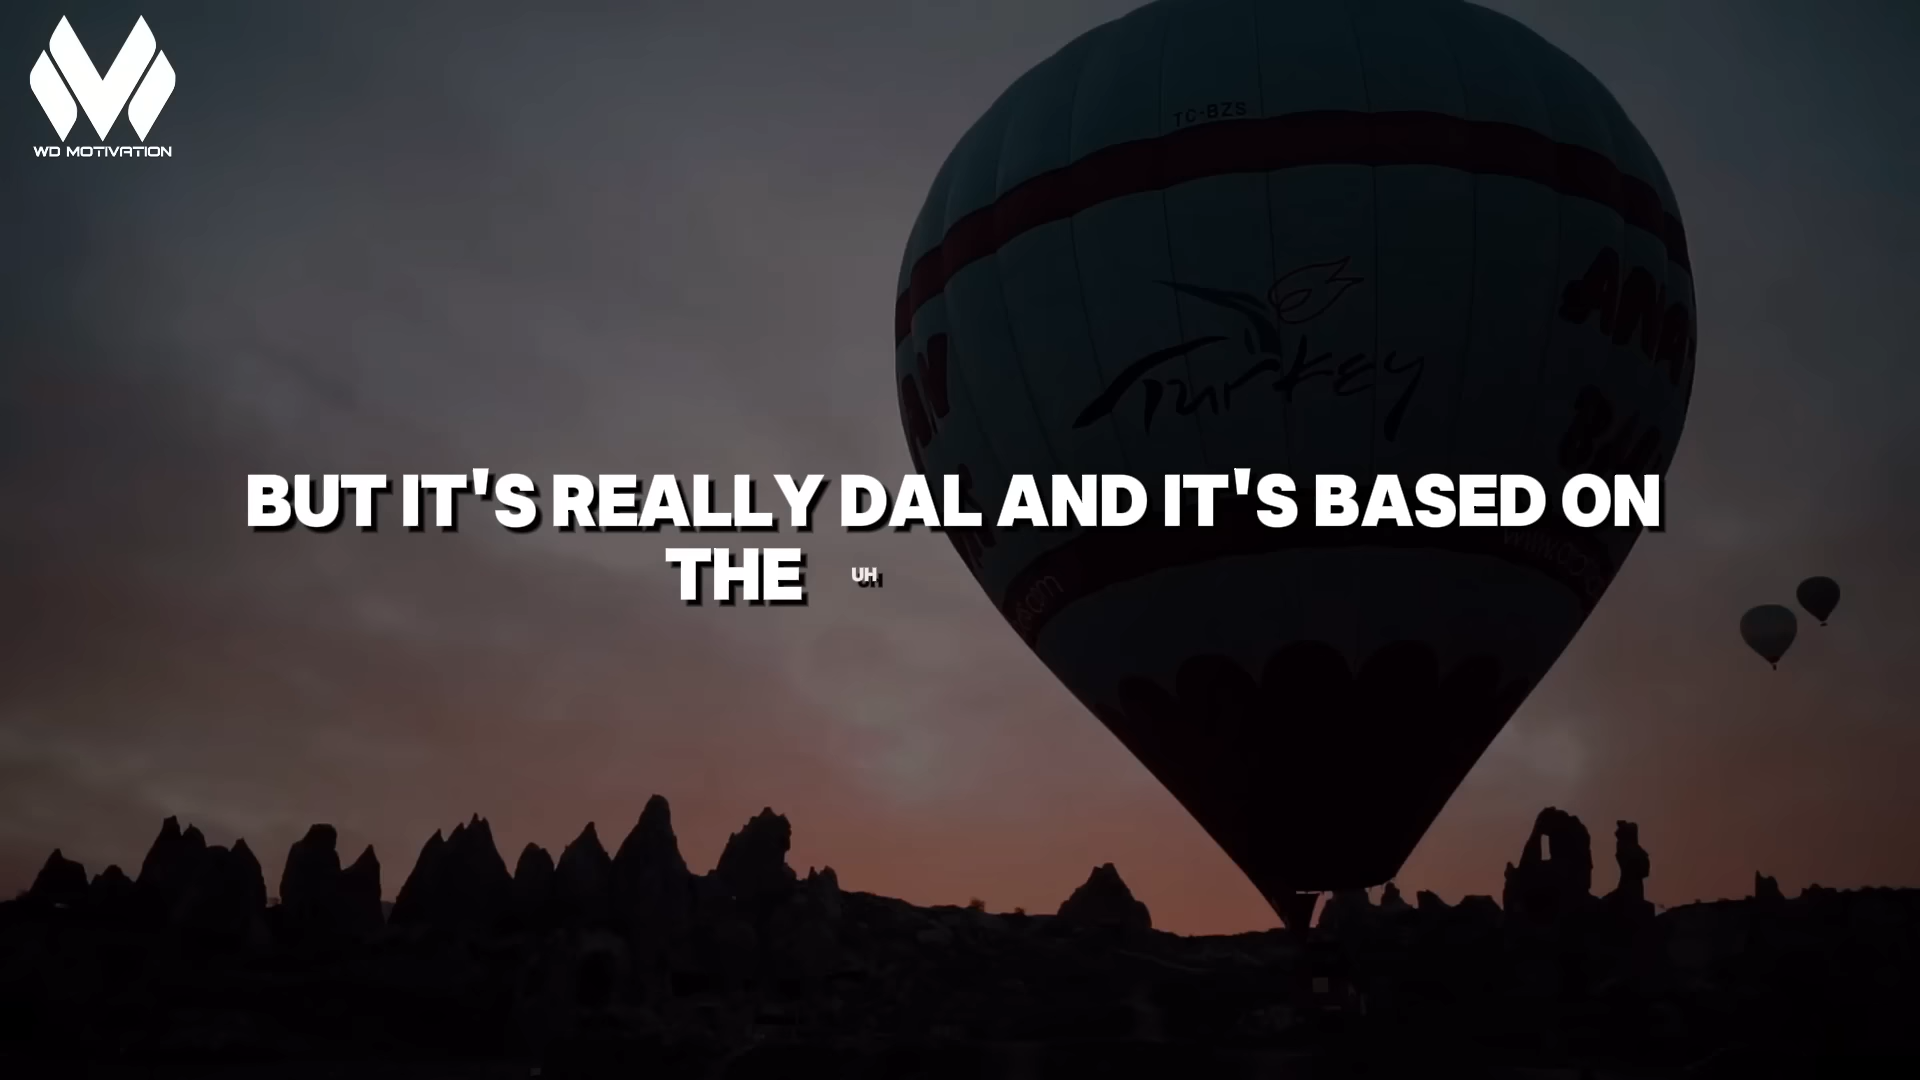 WD MOTIVATION
TC-BZS
Turkey
BUT IT'S REALLY DAL AND IT'S BASED ON
THE UH